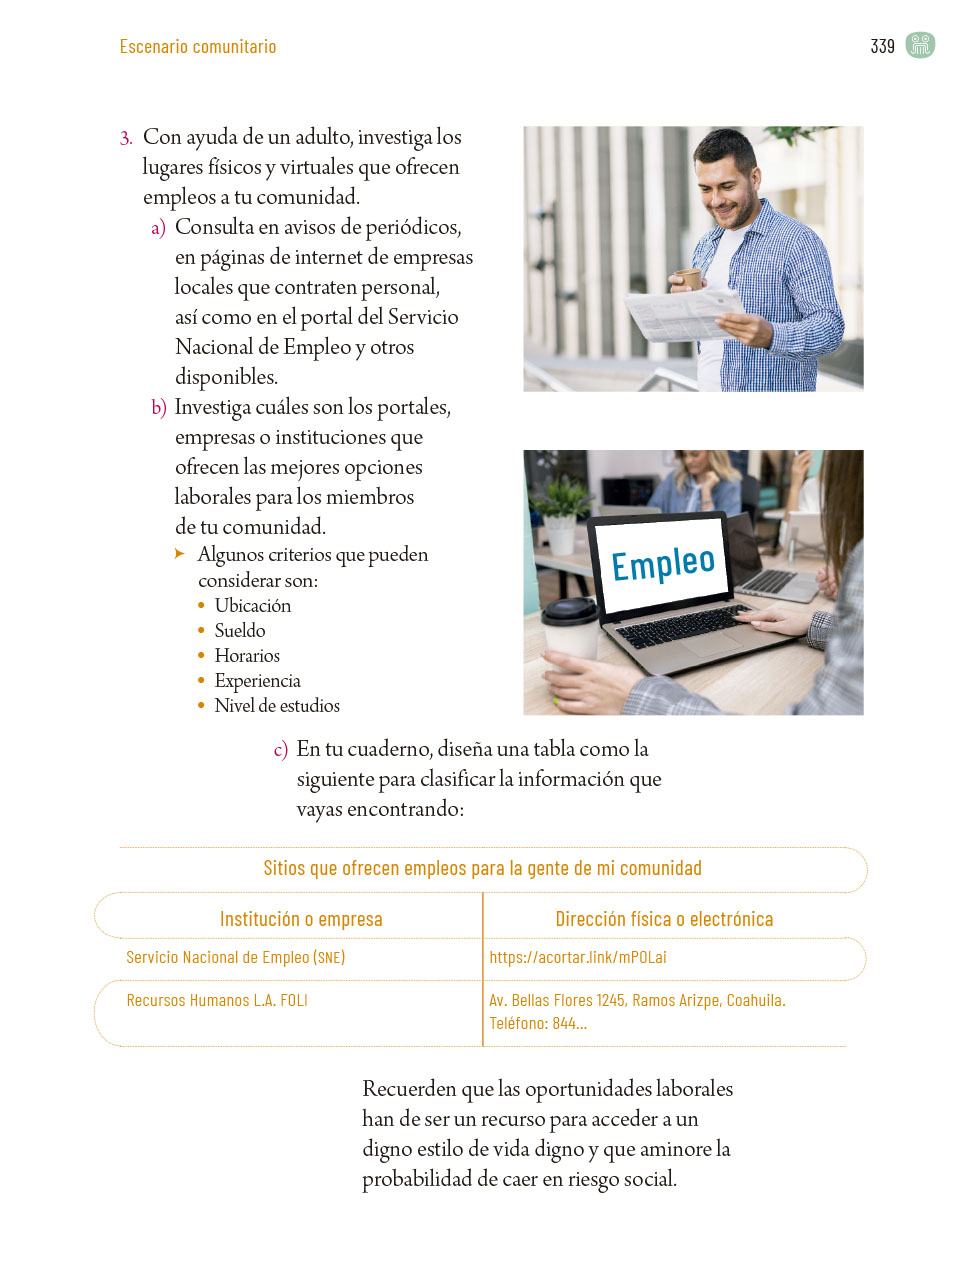 Escenario comunitario
339
3. Con ayuda de un adulto, investiga los
lugares físicos y virtuales que ofrecen
empleos a tu comunidad.
a) Consulta en avisos de periódicos,
en páginas de internet de empresas
locales que contraten personal,
así como en el portal del Servicio
Nacional de Empleo y otros
disponibles.
b) Investiga cuáles son los portales,
empresas o instituciones que
ofrecen las mejores opciones
laborales para los miembros
de tu comunidad.
➤ Algunos criterios que pueden
considerar son:
• Ubicación
• Sueldo
• Horarios
• Experiencia
• Nivel de estudios
Empleo
c) En tu cuaderno, diseña una tabla como la
siguiente para clasificar la información que
vayas encontrando:
Sitios que ofrecen empleos para la gente de mi comunidad
Institución o empresa
Dirección física o electrónica
Servicio Nacional de Empleo (SNE)
https://acortar.link/mPOLai
Recursos Humanos L.A. FOLI
Av. Bellas Flores 1245, Ramos Arizpe, Coahuila.
Teléfono: 844...
Recuerden que las oportunidades laborales
han de ser un recurso para acceder a un
digno estilo de vida digno y que aminore la
probabilidad de caer en riesgo social.